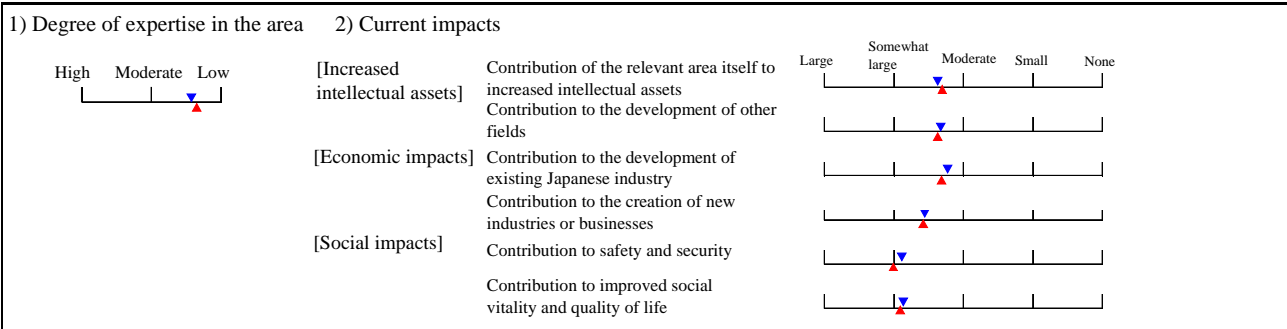 1) Degree of expertise in the area 2) Current impacts
High Moderate Low
Large Somewhat large Moderate Small None
[Increased
intellectual assets]
Contribution of the relevant area itself to
increased intellectual assets
Contribution to the development of other
fields
[Economic impacts]
Contribution to the development of
existing Japanese industry
Contribution to the creation of new
industries or businesses
[Social impacts]
Contribution to safety and security
Contribution to improved social
vitality and quality of life